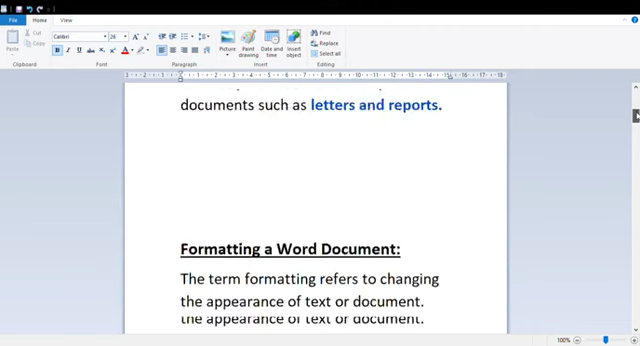 File Home View
Cut
Copy
Paste
Calibri 26
Picture
Paint drawing
Date and time
Insert object
Find
Replace
Select all
Clipboard Font Paragraph Insert Editing
documents such as letters and reports.
Formatting a Word Document:
The term formatting refers to changing
the appearance of text or document.
the appearance of text or document.
100%